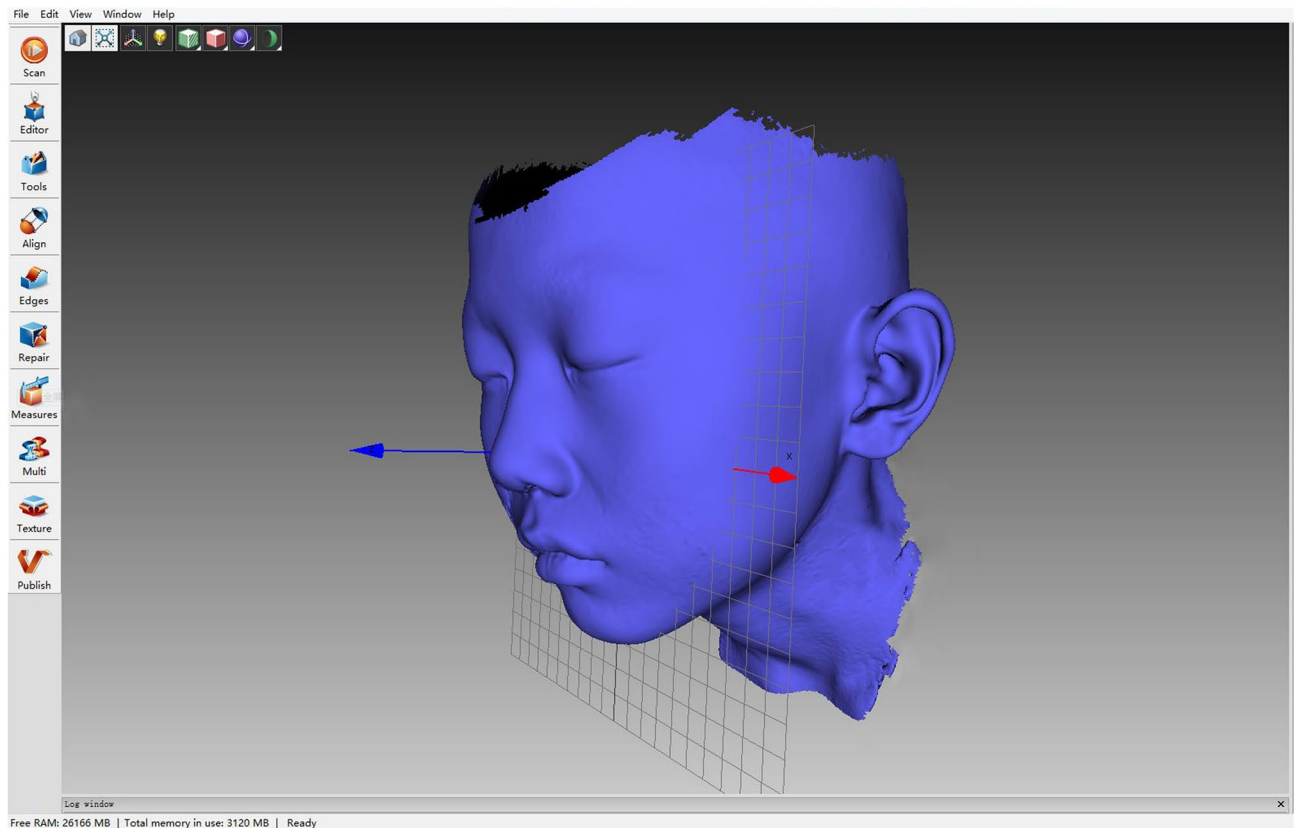 File Edit View Window Help
Scan
Editor
Tools
Align
Edges
Repair
Measures
Multi
Texture
Publish
x
Log window
Free RAM: 26166 MB | Total memory in use: 3120 MB | Ready